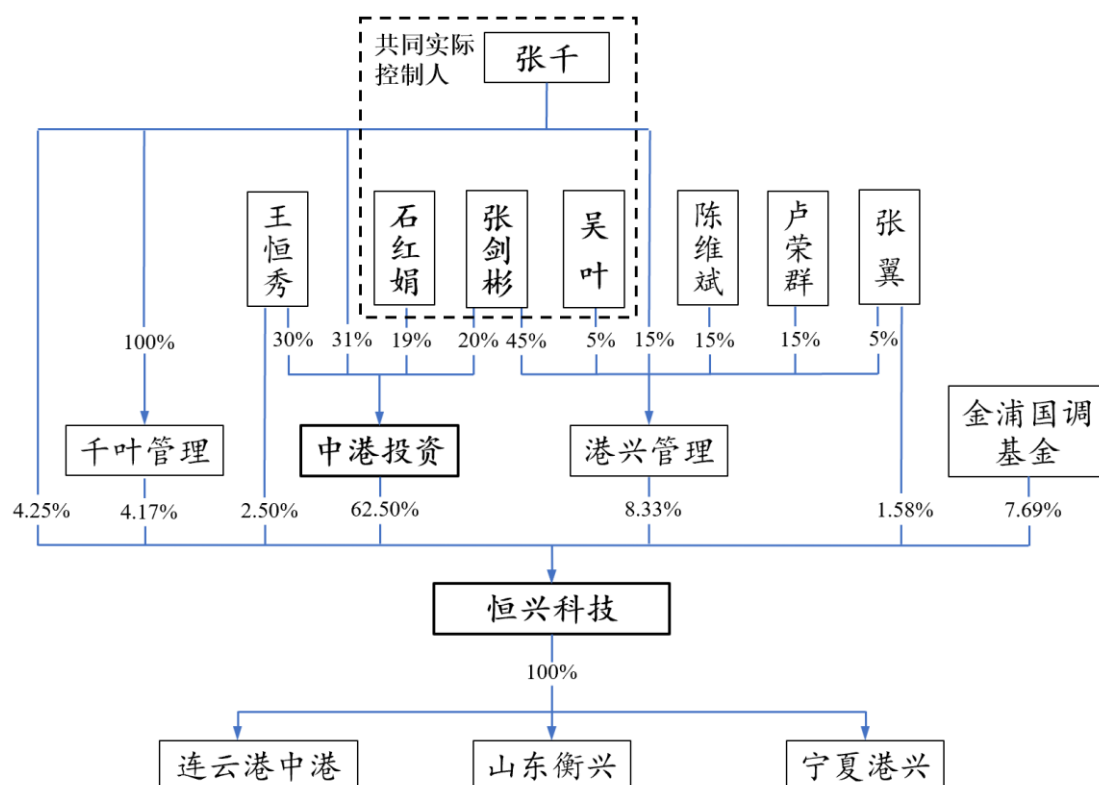 共同实际
控制人
张千
王恒秀
石红娟
张剑彬
吴叶
陈维斌
卢荣群
张翼
100%
30%
31%
19%
20%
45%
5%
15%
15%
15%
5%
千叶管理
中港投资
港兴管理
金浦国调
基金
4.25%
4.17%
2.50%
62.50%
8.33%
1.58%
7.69%
恒兴科技
100%
连云港中港
山东衡兴
宁夏港兴